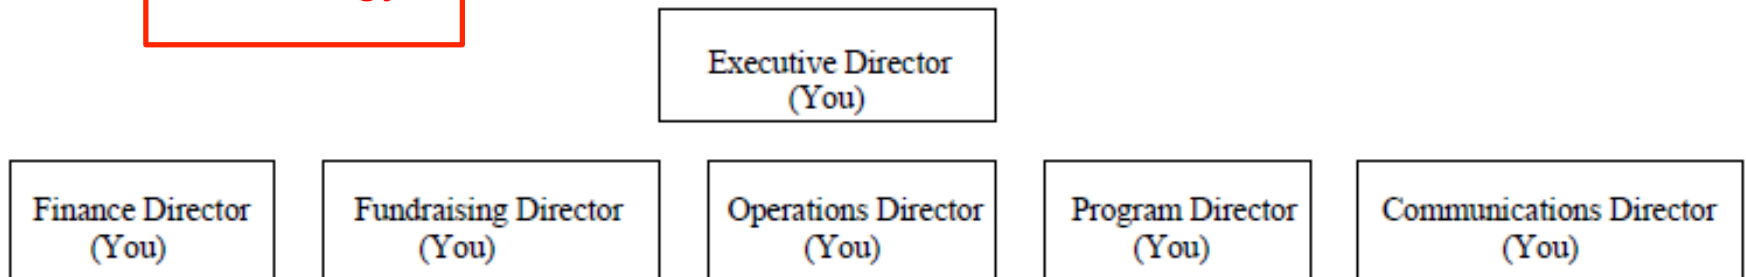 Executive Director
(You)
Finance Director
(You)
Fundraising Director
(You)
Operations Director
(You)
Program Director
(You)
Communications Director
(You)